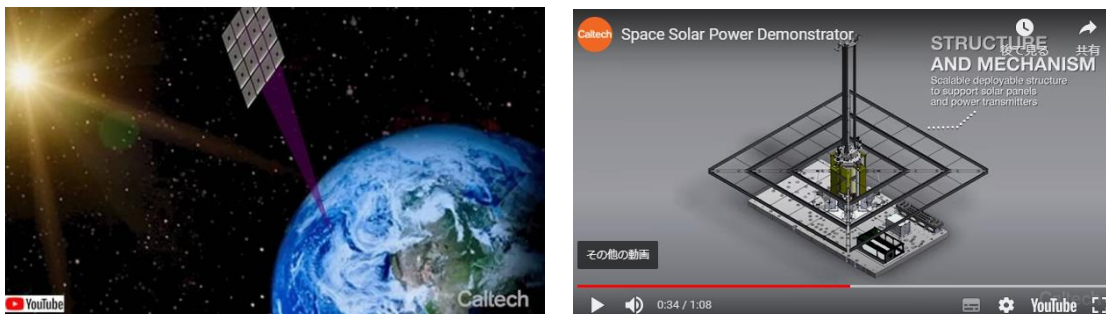 YouTube
Caltech
Caltech
Space Solar Power Demonstrator
後で見る
共有
STRUCTURE
AND MECHANISM
Scalable deployable structure
to support solar panels
and power transmitters
その他の動画
0:34 / 1:08
YouTube
Caltech